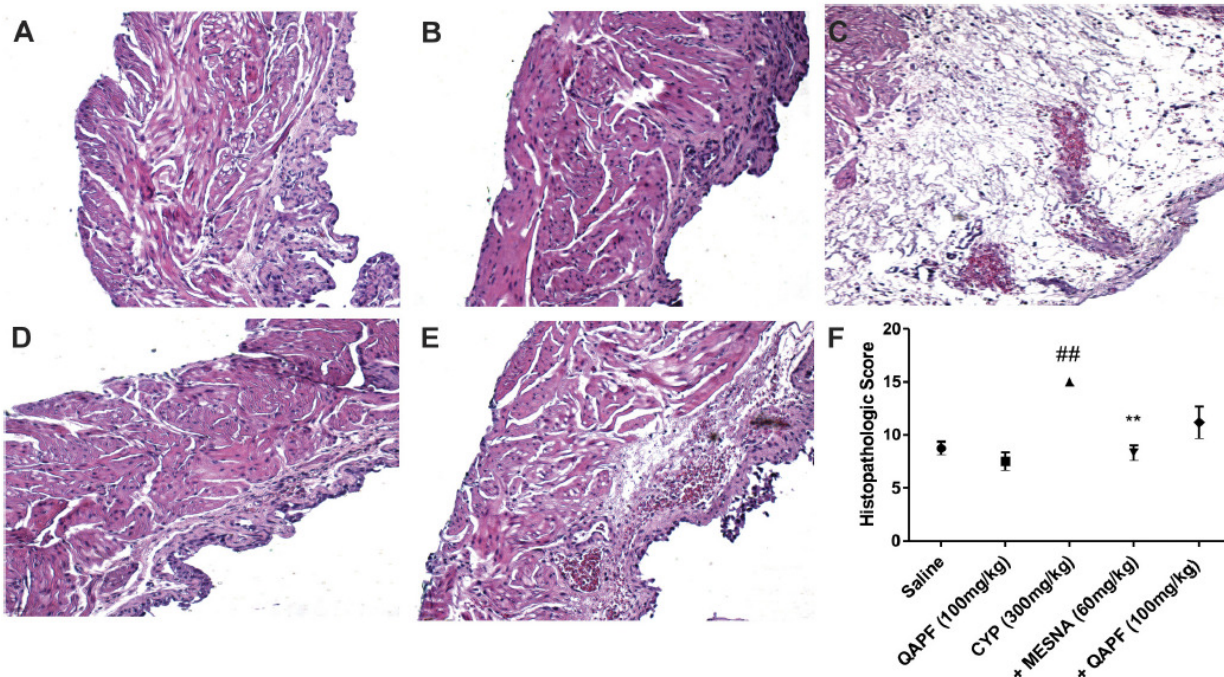 A
B
C
D
E
F
20
15
10
5
0
Histopathologic Score
##
**
Saline
QAPF (100mg/kg)
CYP (300mg/kg)
+ MESNA (60mg/kg)
+ QAPF (100mg/kg)